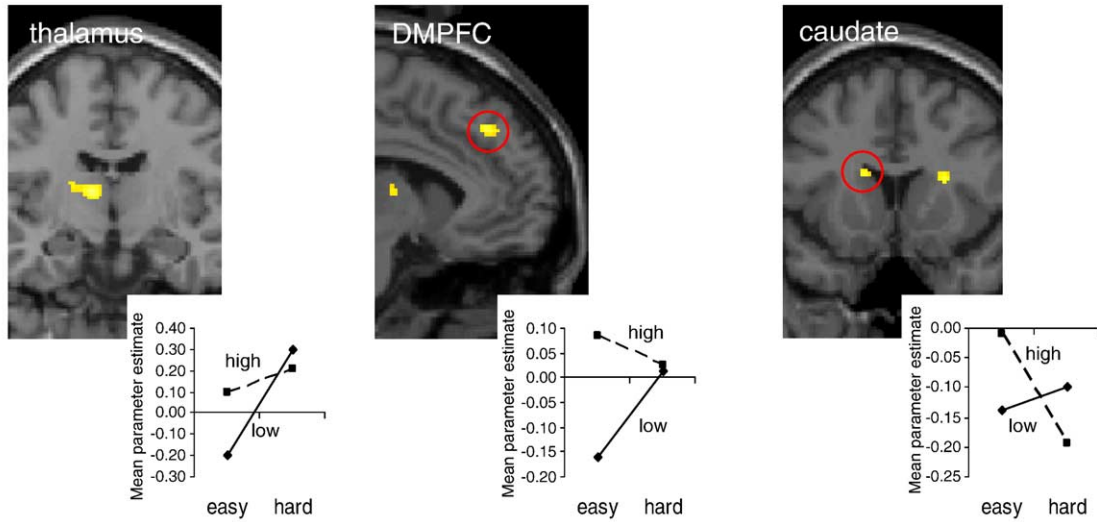 thalamus
DMPFC
caudate
Mean parameter estimate
0.40
0.30
0.20
0.10
0.00
-0.10
-0.20
-0.30
high
low
easy hard
Mean parameter estimate
0.10
0.05
0.00
-0.05
-0.10
-0.15
-0.20
high
low
easy hard
Mean parameter estimate
0.00
-0.05
-0.10
-0.15
-0.20
-0.25
high
low
easy hard